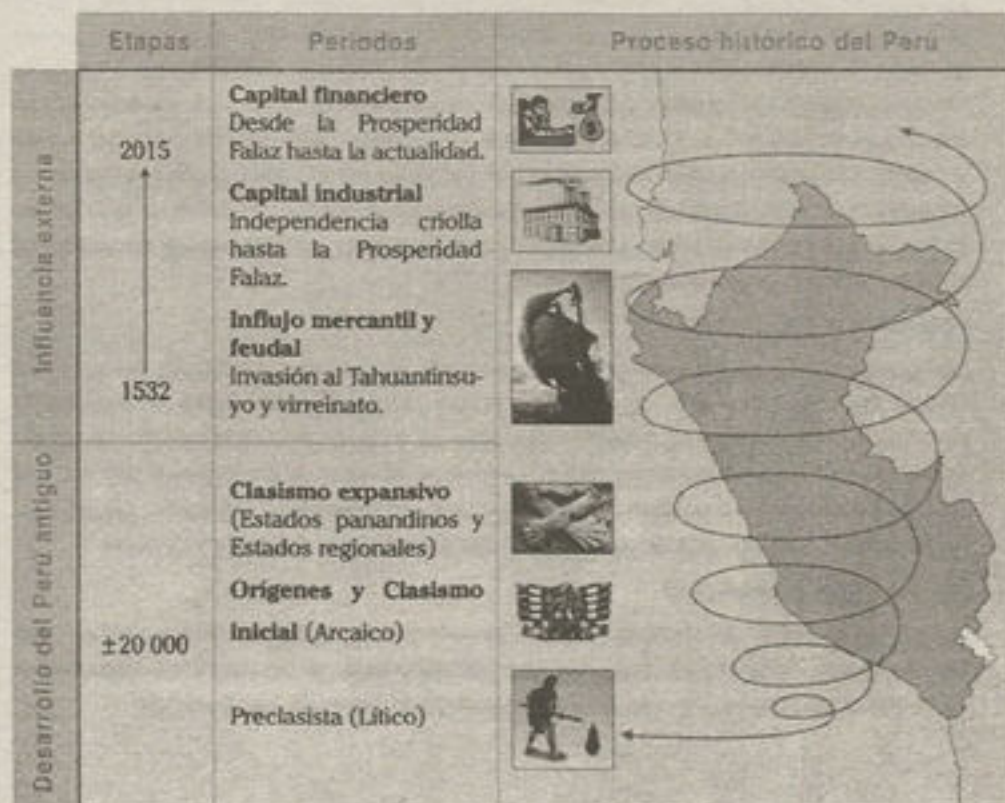 Etapas
Periodos
Proceso histórico del Perú
Influencia externa
2015
1532
Capital financiero
Desde la Prosperidad
Falaz hasta la actualidad.
Capital industrial
Independencia criolla
hasta la Prosperidad
Falaz.
Influjo mercantil y
feudal
Invasión al Tahuantinsu-
yo y virreinato.
Desarrollo del Perú antiguo
±20 000
Clasismo expansivo
(Estados panandinos y
Estados regionales)
Orígenes y Clasismo
inicial (Arcaico)
Preclasista (Lítico)